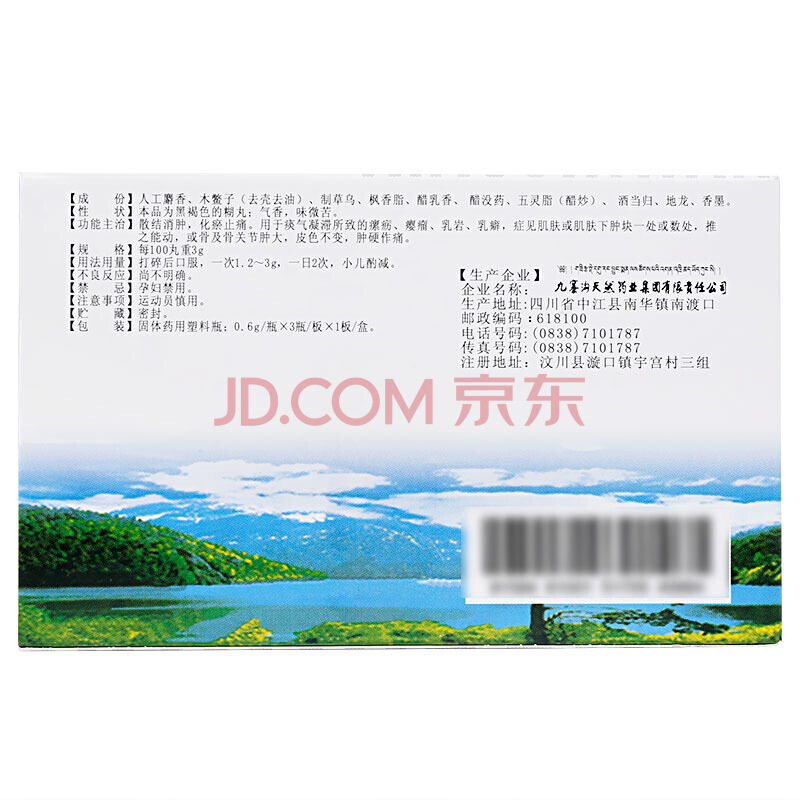 【成　份】人工麝香、木鳖子（去壳去油）、制草乌、枫香脂、醋乳香、醋没药、五灵脂（醋炒）、酒当归、地龙、香墨。
【性　状】本品为黑褐色的糊丸；气香，味微苦。
【功能主治】散结消肿，化瘀止痛。用于痰气凝滞所致的瘰疬、瘿瘤、乳岩、乳癖，症见肌肤或肌肤下肿块一处或数处，推
之能动，或骨及骨关节肿大，皮色不变，肿硬作痛。
【规　格】每100丸重3g
【用法用量】打碎后口服，一次1.2～3g，一日2次，小儿酌减。
【不良反应】尚不明确。
【禁　忌】孕妇禁用。
【注意事项】运动员慎用。
【贮　藏】密封。
【包　装】固体药用塑料瓶；0.6g/瓶×3瓶/板×1板/盒。
【生产企业】
企业名称: 九寨沟天然药业集团有限责任公司
生产地址:四川省中江县南华镇南渡口
邮政编码:618100
电话号码:(0838)7101787
传真号码:(0838)7101787
注册地址: 汶川县漩口镇宇宫村三组
JD.COM 京东